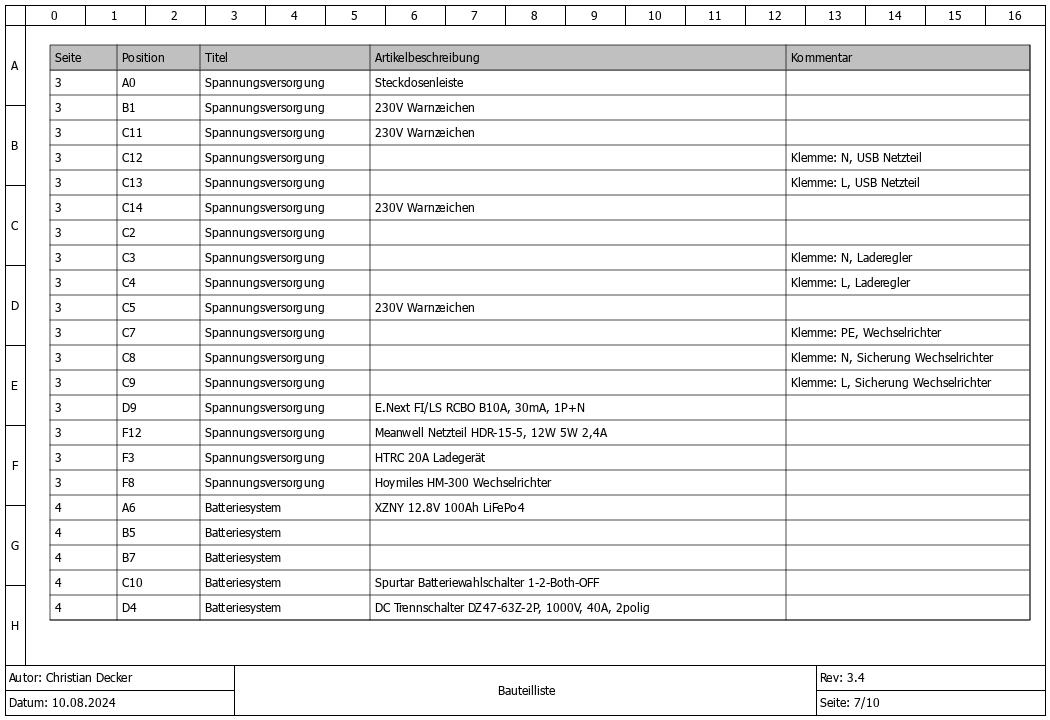 0 1 2 3 4 5 6 7 8 9 10 11 12 13 14 15 16
A
B
C
D
E
F
G
H
Seite Position Titel Artikelbeschreibung Kommentar
3 A0 Spannungsversorgung Steckdosenleiste
3 B1 Spannungsversorgung 230V Warnzeichen
3 C11 Spannungsversorgung 230V Warnzeichen
3 C12 Spannungsversorgung Klemme: N, USB Netzteil
3 C13 Spannungsversorgung Klemme: L, USB Netzteil
3 C14 Spannungsversorgung 230V Warnzeichen
3 C2 Spannungsversorgung
3 C3 Spannungsversorgung Klemme: N, Laderegler
3 C4 Spannungsversorgung Klemme: L, Laderegler
3 C5 Spannungsversorgung 230V Warnzeichen
3 C7 Spannungsversorgung Klemme: PE, Wechselrichter
3 C8 Spannungsversorgung Klemme: N, Sicherung Wechselrichter
3 C9 Spannungsversorgung Klemme: L, Sicherung Wechselrichter
3 D9 Spannungsversorgung E.Next FI/LS RCBO B10A, 30mA, 1P+N
3 F12 Spannungsversorgung Meanwell Netzteil HDR-15-5, 12W 5W 2,4A
3 F3 Spannungsversorgung HTRC 20A Ladegerät
3 F8 Spannungsversorgung Hoymiles HM-300 Wechselrichter
4 A6 Batteriesystem XZNY 12.8V 100Ah LiFePo4
4 B5 Batteriesystem
4 B7 Batteriesystem
4 C10 Batteriesystem Spurtar Batteriewahlschalter 1-2-Both-OFF
4 D4 Batteriesystem DC Trennschalter DZ47-63Z-2P, 1000V, 40A, 2polig
Autor: Christian Decker
Datum: 10.08.2024
Bauteilliste
Rev: 3.4
Seite: 7/10